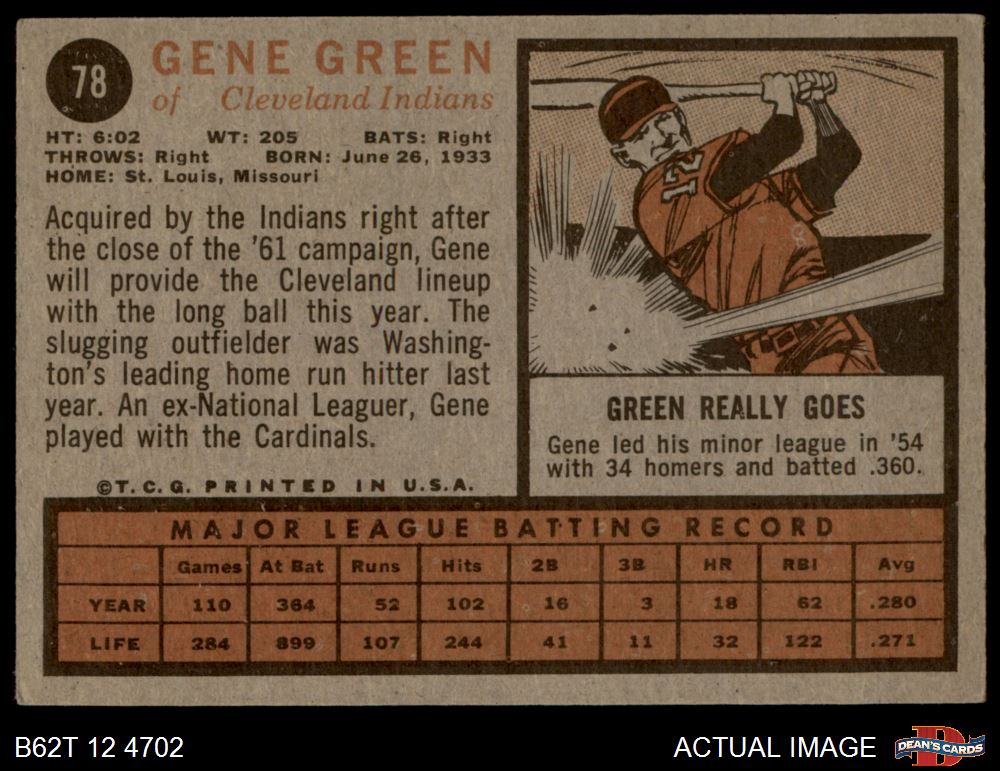 78
GENE GREEN
of Cleveland Indians
HT: 6:02 WT: 205 BATS: Right
THROWS: Right BORN: June 26, 1933
HOME: St. Louis, Missouri
Acquired by the Indians right after
the close of the '61 campaign, Gene
will provide the Cleveland lineup
with the long ball this year. The
slugging outfielder was Washing-
ton's leading home run hitter last
year. An ex-National Leaguer, Gene
played with the Cardinals.
©T.C.G. PRINTED IN U.S.A.
12
GREEN REALLY GOES
Gene led his minor league in '54
with 34 homers and batted .360.
MAJOR LEAGUE BATTING RECORD
Games At Bat Runs Hits 2B 3B HR RBI Avg
YEAR 110 364 52 102 16 3 18 62 .280
LIFE 284 899 107 244 41 11 32 122 .271
B62T 12 4702
ACTUAL IMAGE
D
DEAN'S CARDS